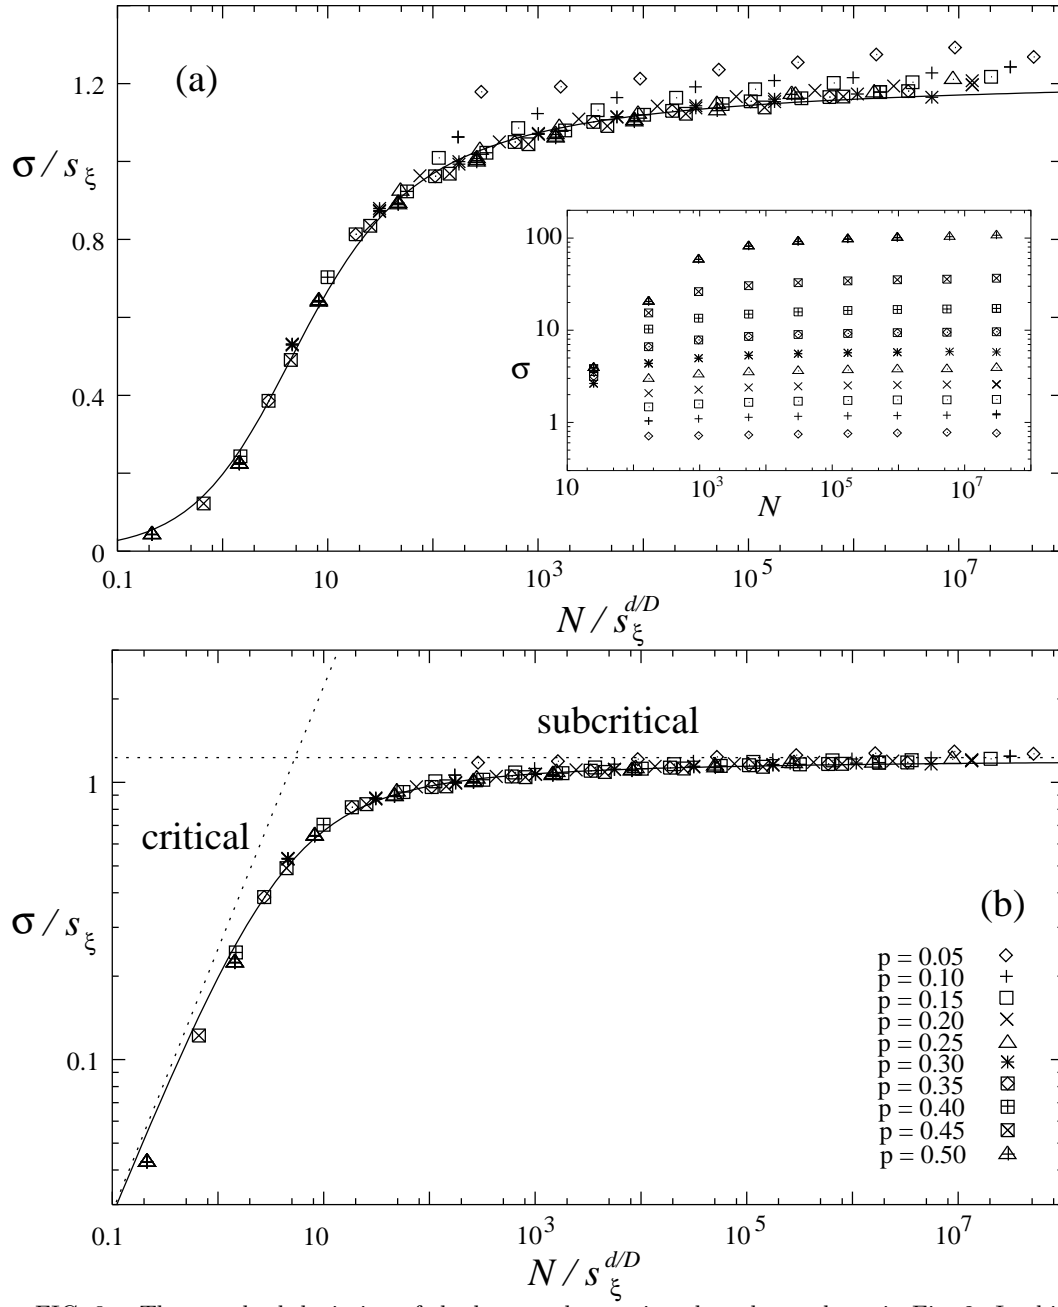 (a)
1.2
σ / s_ξ
0.8
0.4
0
0.1 10 10^3 10^5 10^7
N / s_ξ^{d/D}
100
10
1
σ
10 10^3 10^5 10^7
N
subcritical
critical
1
0.1
σ / s_ξ
(b)
p = 0.05
p = 0.10
p = 0.15
p = 0.20
p = 0.25
p = 0.30
p = 0.35
p = 0.40
p = 0.45
p = 0.50
0.1 10 10^3 10^5 10^7
N / s_ξ^{d/D}